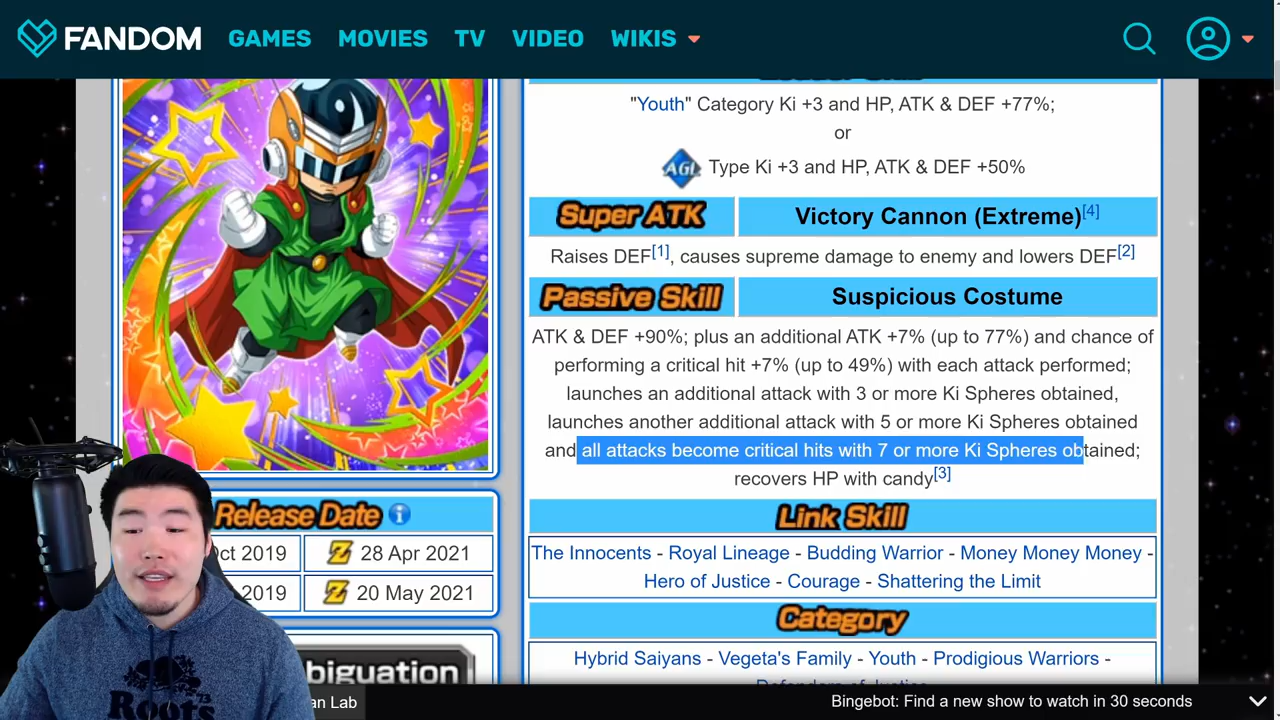 FANDOM GAMES MOVIES TV VIDEO WIKIS
"Youth" Category Ki +3 and HP, ATK & DEF +77%;
or
AGL Type Ki +3 and HP, ATK & DEF +50%
Super ATK Victory Cannon (Extreme)[4]
Raises DEF[1], causes supreme damage to enemy and lowers DEF[2]
Passive Skill Suspicious Costume
ATK & DEF +90%; plus an additional ATK +7% (up to 77%) and chance of
performing a critical hit +7% (up to 49%) with each attack performed;
launches an additional attack with 3 or more Ki Spheres obtained,
launches another additional attack with 5 or more Ki Spheres obtained
and all attacks become critical hits with 7 or more Ki Spheres obtained;
recovers HP with candy[3]
Link Skill
The Innocents - Royal Lineage - Budding Warrior - Money Money Money -
Hero of Justice - Courage - Shattering the Limit
Category
Hybrid Saiyans - Vegeta's Family - Youth - Prodigious Warriors -
Release Date
Oct 2019 Z 28 Apr 2021
2019 Z 20 May 2021
biguation
an Lab
Bingebot: Find a new show to watch in 30 seconds
Roots